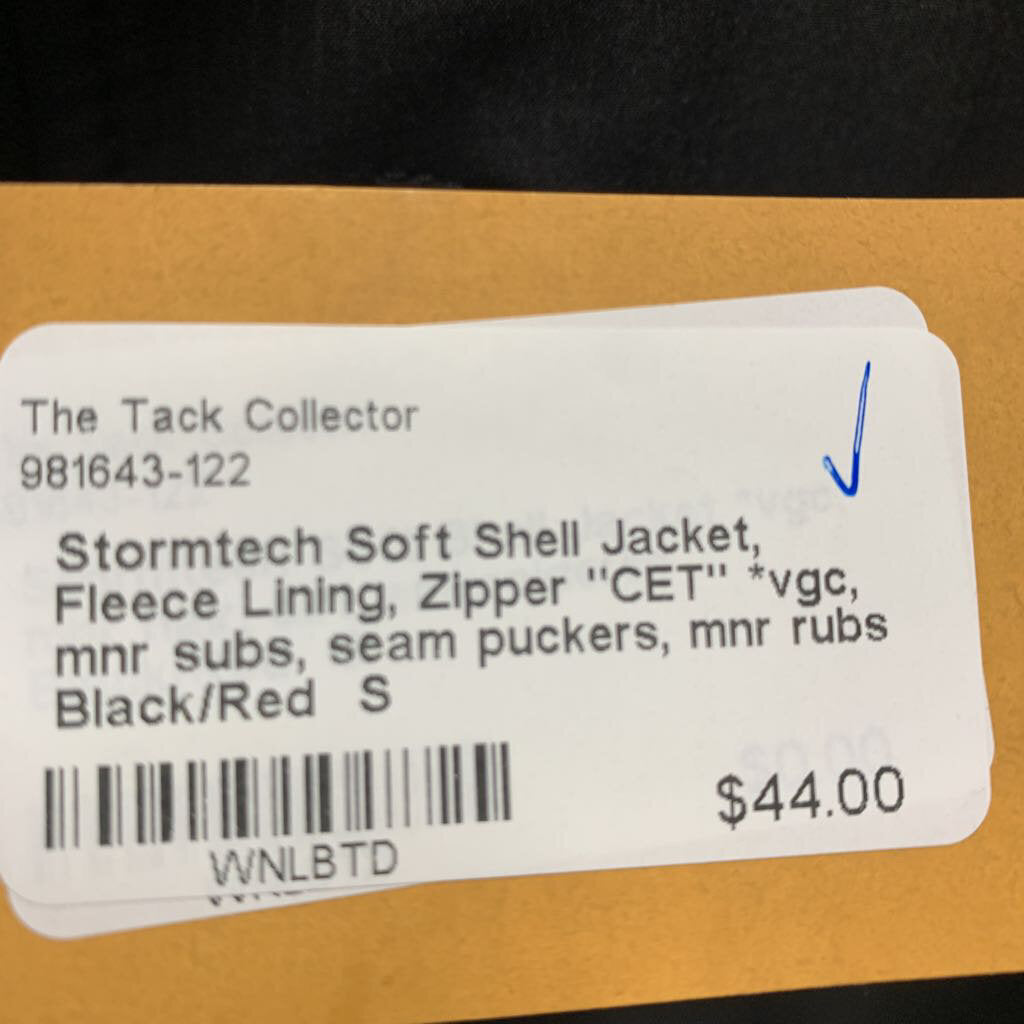 The Tack Collector
981643-122
Stormtech Soft Shell Jacket,
Fleece Lining, Zipper "CET" *vgc,
mnr subs, seam puckers, mnr rubs
Black/Red S
$44.00
WNLBTD